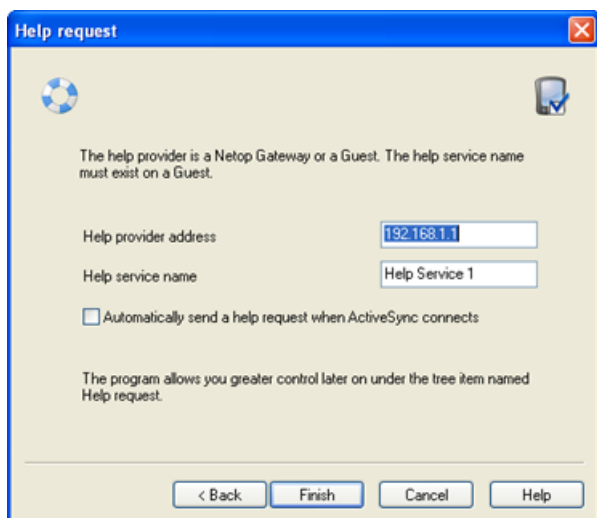 Help request
The help provider is a Netop Gateway or a Guest. The help service name
must exist on a Guest.
Help provider address
192.168.1.1
Help service name
Help Service 1
Automatically send a help request when ActiveSync connects
The program allows you greater control later on under the tree item named
Help request.
< Back
Finish
Cancel
Help